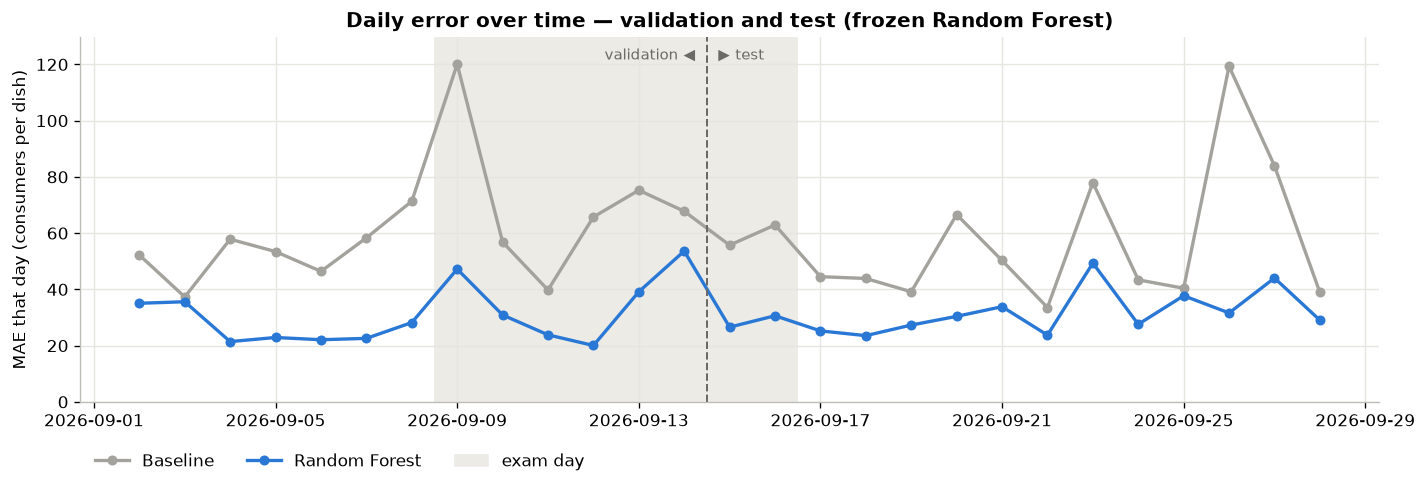 Daily error over time — validation and test (frozen Random Forest)
validation ◀ ▶ test
MAE that day (consumers per dish)
120
100
80
60
40
20
0
2026-09-01 2026-09-05 2026-09-09 2026-09-13 2026-09-17 2026-09-21 2026-09-25 2026-09-29
Baseline Random Forest exam day